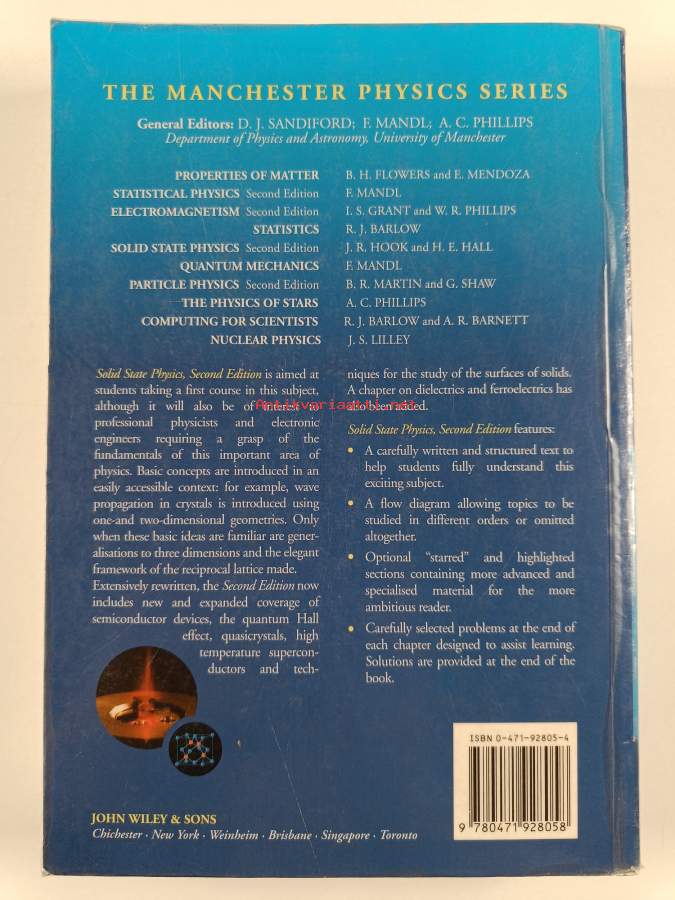 THE MANCHESTER PHYSICS SERIES
General Editors: D. J. SANDIFORD; F. MANDL; A. C. PHILLIPS
Department of Physics and Astronomy, University of Manchester
PROPERTIES OF MATTER B. H. FLOWERS and E. MENDOZA
STATISTICAL PHYSICS Second Edition F. MANDL
ELECTROMAGNETISM Second Edition I. S. GRANT and W. R. PHILLIPS
STATISTICS R. J. BARLOW
SOLID STATE PHYSICS Second Edition J. R. HOOK and H. E. HALL
QUANTUM MECHANICS F. MANDL
PARTICLE PHYSICS Second Edition B. R. MARTIN and G. SHAW
THE PHYSICS OF STARS A. C. PHILLIPS
COMPUTING FOR SCIENTISTS R. J. BARLOW and A. R. BARNETT
NUCLEAR PHYSICS J. S. LILLEY
Solid State Physics, Second Edition is aimed at
students taking a first course in this subject,
although it will also be of interest to
professional physicists and electronic
engineers requiring a grasp of the
fundamentals of this important area of
physics. Basic concepts are introduced in an
easily accessible context: for example, wave
propagation in crystals is introduced using
one-and two-dimensional geometries. Only
when these basic ideas are familiar are gener-
alisations to three dimensions and the elegant
framework of the reciprocal lattice made.
Extensively rewritten, the Second Edition now
includes new and expanded coverage of
semiconductor devices, the quantum Hall
effect, quasicrystals, high
temperature supercon-
ductors and tech-
niques for the study of the surfaces of solids.
A chapter on dielectrics and ferroelectrics has
also been added.
Antikvariaatti.net
Solid State Physics, Second Edition features:
• A carefully written and structured text to
help students fully understand this
exciting subject.
• A flow diagram allowing topics to be
studied in different orders or omitted
altogether.
• Optional “starred” and highlighted
sections containing more advanced and
specialised material for the more
ambitious reader.
• Carefully selected problems at the end of
each chapter designed to assist learning.
Solutions are provided at the end of the
book.
ISBN 0-471-92805-4
9 780471 928058
JOHN WILEY & SONS
Chichester · New York · Weinheim · Brisbane · Singapore · Toronto